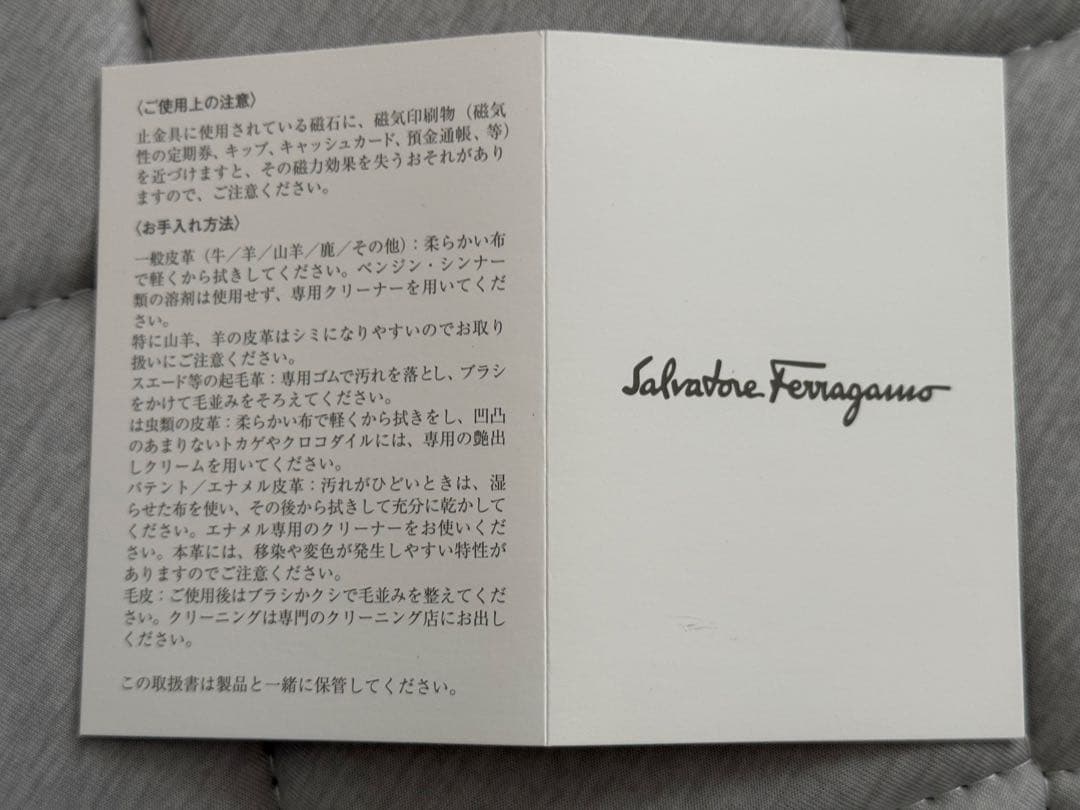 〈ご使用上の注意〉
止金具に使用されている磁石に、磁気印刷物（磁気
性の定期券、キップ、キャッシュカード、預金通帳、等）
を近づけますと、その磁力効果を失うおそれがあり
ますので、ご注意ください。
〈お手入れ方法〉
一般皮革（牛／羊／山羊／鹿／その他）：柔らかい布
で軽くから拭きしてください。ベンジン・シンナー
類の溶剤は使用せず、専用クリーナーを用いてくだ
さい。
特に山羊、羊の皮革はシミになりやすいのでお取り
扱いにご注意ください。
スエード等の起毛革：専用ゴムで汚れを落とし、ブラシ
をかけて毛並みをそろえてください。
は虫類の皮革：柔らかい布で軽くから拭きをし、凹凸
のあまりないトカゲやクロコダイルには、専用の艶出
しクリームを用いてください。
パテント／エナメル皮革：汚れがひどいときは、湿
らせた布を使い、その後から拭きして充分に乾かして
ください。エナメル専用のクリーナーをお使いくだ
さい。本革には、移染や変色が発生しやすい特性が
ありますのでご注意ください。
毛皮：ご使用後はブラシかクシで毛並みを整えてくだ
さい。クリーニングは専門のクリーニング店にお出し
ください。
この取扱書は製品と一緒に保管してください。
Salvatore Ferragamo